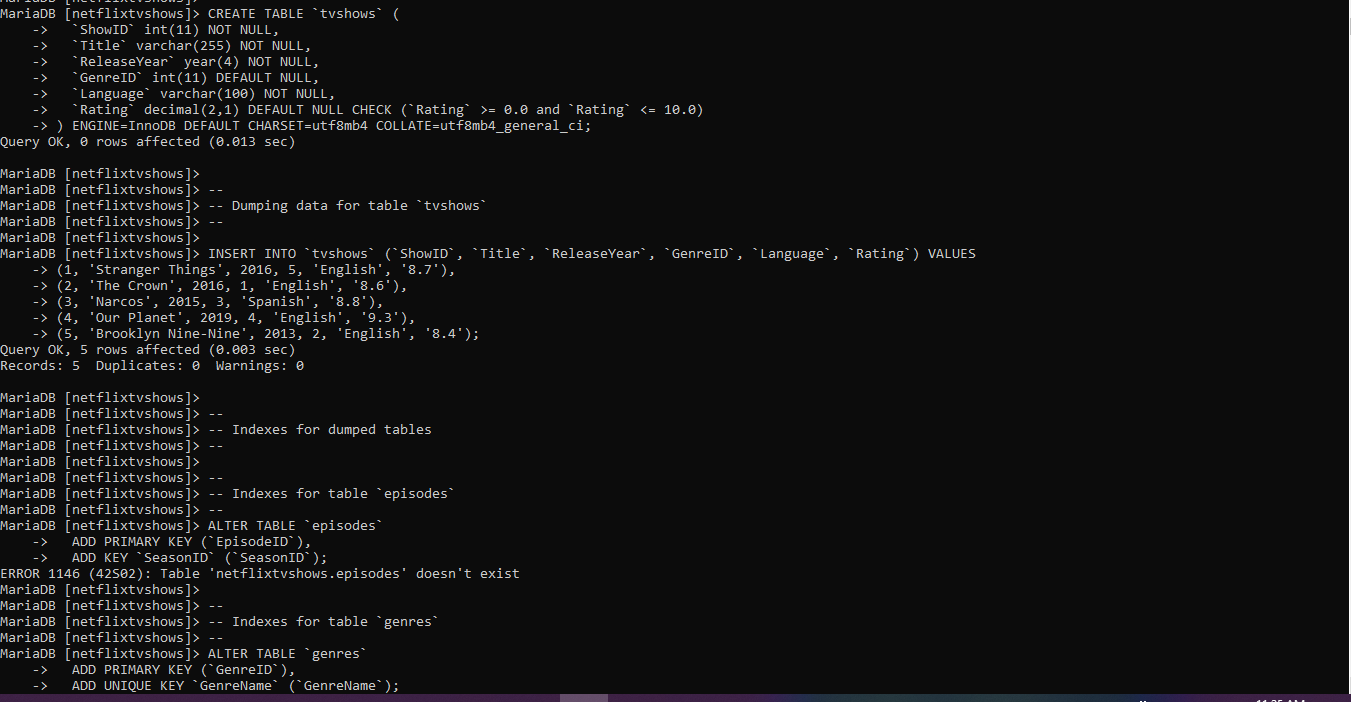 MariaDB [netflixtvshows]> CREATE TABLE `tvshows` (
    ->   `ShowID` int(11) NOT NULL,
    ->   `Title` varchar(255) NOT NULL,
    ->   `ReleaseYear` year(4) NOT NULL,
    ->   `GenreID` int(11) DEFAULT NULL,
    ->   `Language` varchar(100) NOT NULL,
    ->   `Rating` decimal(2,1) DEFAULT NULL CHECK (`Rating` >= 0.0 and `Rating` <= 10.0)
    -> ) ENGINE=InnoDB DEFAULT CHARSET=utf8mb4 COLLATE=utf8mb4_general_ci;
Query OK, 0 rows affected (0.013 sec)
MariaDB [netflixtvshows]>
MariaDB [netflixtvshows]> --
MariaDB [netflixtvshows]> -- Dumping data for table `tvshows`
MariaDB [netflixtvshows]> --
MariaDB [netflixtvshows]>
MariaDB [netflixtvshows]> INSERT INTO `tvshows` (`ShowID`, `Title`, `ReleaseYear`, `GenreID`, `Language`, `Rating`) VALUES
    -> (1, 'Stranger Things', 2016, 5, 'English', '8.7'),
    -> (2, 'The Crown', 2016, 1, 'English', '8.6'),
    -> (3, 'Narcos', 2015, 3, 'Spanish', '8.8'),
    -> (4, 'Our Planet', 2019, 4, 'English', '9.3'),
    -> (5, 'Brooklyn Nine-Nine', 2013, 2, 'English', '8.4');
Query OK, 5 rows affected (0.003 sec)
Records: 5  Duplicates: 0  Warnings: 0
MariaDB [netflixtvshows]>
MariaDB [netflixtvshows]> --
MariaDB [netflixtvshows]> -- Indexes for dumped tables
MariaDB [netflixtvshows]> --
MariaDB [netflixtvshows]>
MariaDB [netflixtvshows]> --
MariaDB [netflixtvshows]> -- Indexes for table `episodes`
MariaDB [netflixtvshows]> --
MariaDB [netflixtvshows]> ALTER TABLE `episodes`
    ->   ADD PRIMARY KEY (`EpisodeID`),
    ->   ADD KEY `SeasonID` (`SeasonID`);
ERROR 1146 (42S02): Table 'netflixtvshows.episodes' doesn't exist
MariaDB [netflixtvshows]>
MariaDB [netflixtvshows]> --
MariaDB [netflixtvshows]> -- Indexes for table `genres`
MariaDB [netflixtvshows]> --
MariaDB [netflixtvshows]> ALTER TABLE `genres`
    ->   ADD PRIMARY KEY (`GenreID`),
    ->   ADD UNIQUE KEY `GenreName` (`GenreName`);